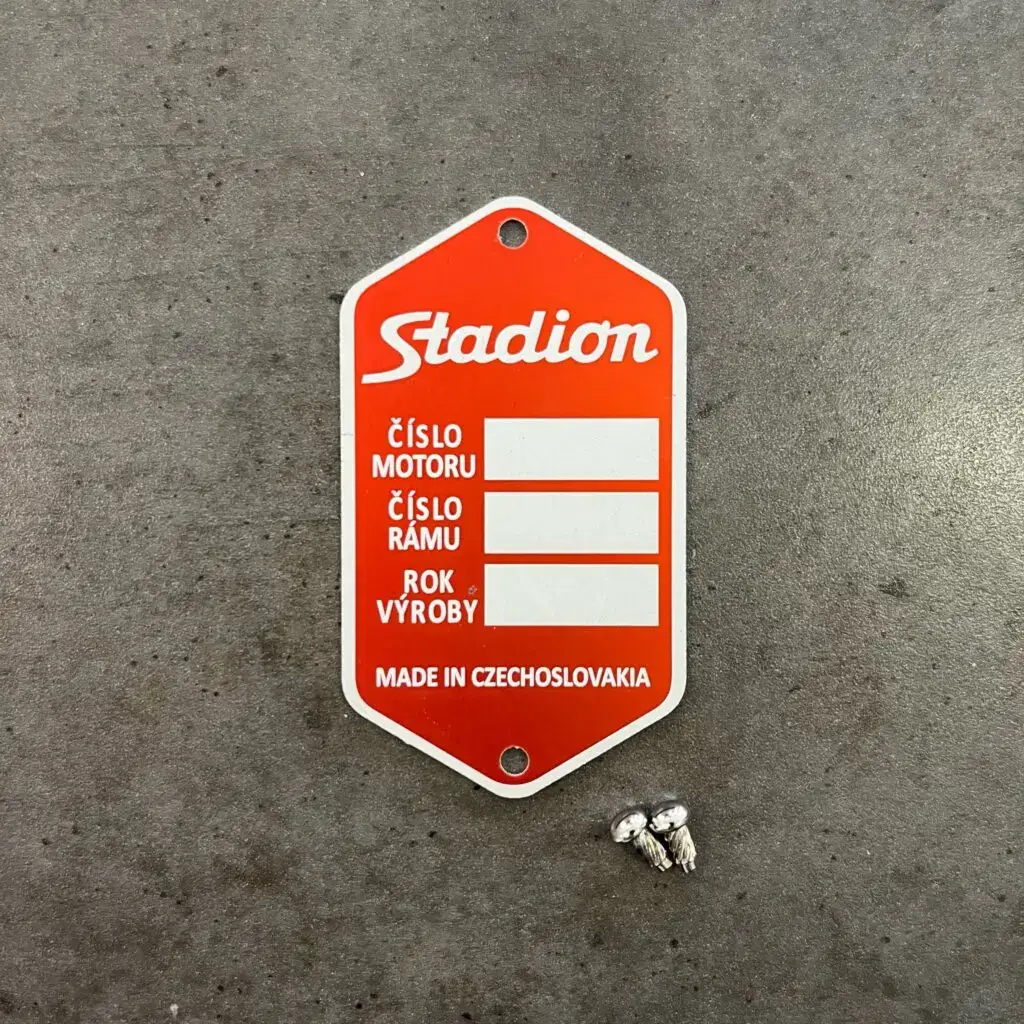 Stadion
ČÍSLO
MOTORU
ČÍSLO
RÁMU
ROK
VÝROBY
MADE IN CZECHOSLOVAKIA